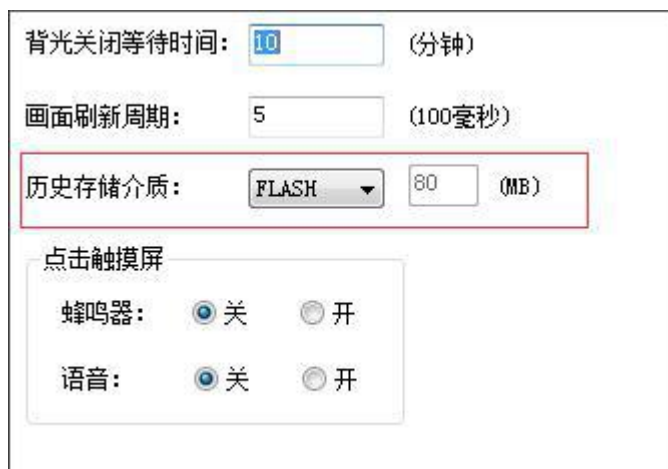 背光关闭等待时间： 10 (分钟)
画面刷新周期： 5 (100毫秒)
历史存储介质： FLASH 80 (MB)
点击触摸屏
蜂鸣器： 关 开
语音： 关 开